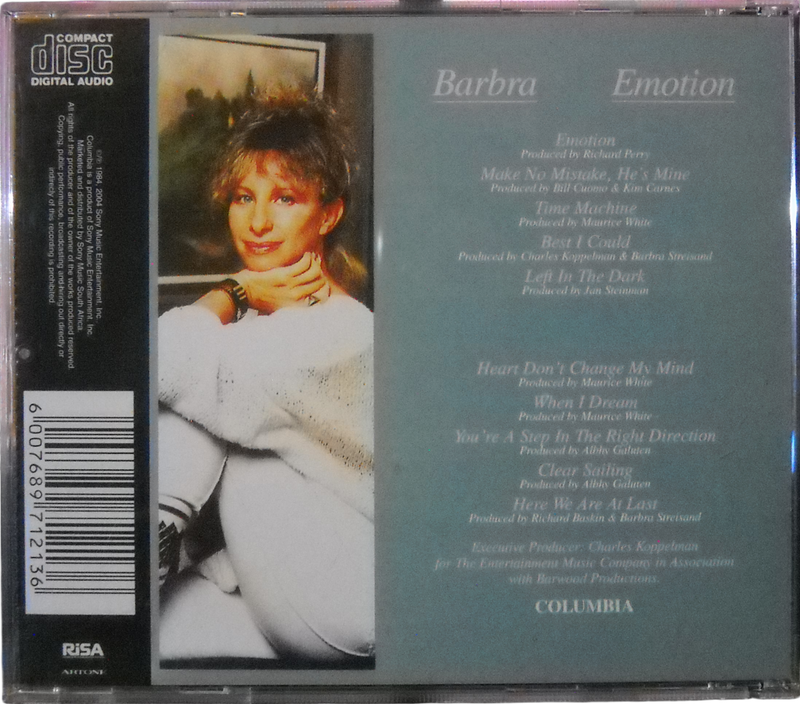 COMPACT
disc
DIGITAL AUDIO
℗/© 1984, 2004 Sony Music Entertainment, Inc.
Columbia is a product of Sony Music Entertainment, Inc.
Marketed and distributed by Sony Music South Africa.
All rights of the producer and of the owner of the works produced reserved.
Copying, public performance, broadcasting and hiring out directly or
indirectly of this recording is prohibited.
6 007689 712136
RiSA
Barbra Emotion
Emotion
Produced by Richard Perry
Make No Mistake, He's Mine
Produced by Bill Cuomo & Kim Carnes
Time Machine
Produced by Maurice White
Best I Could
Produced by Charles Koppelman & Barbra Streisand
Left In The Dark
Produced by Jim Steinman
Heart Don't Change My Mind
Produced by Maurice White
When I Dream
Produced by Maurice White
You're A Step In The Right Direction
Produced by Albhy Galuten
Clear Sailing
Produced by Albhy Galuten
Here We Are At Last
Produced by Richard Baskin & Barbra Streisand
Executive Producer: Charles Koppelman
for The Entertainment Music Company in Association
with Barwood Productions.
COLUMBIA